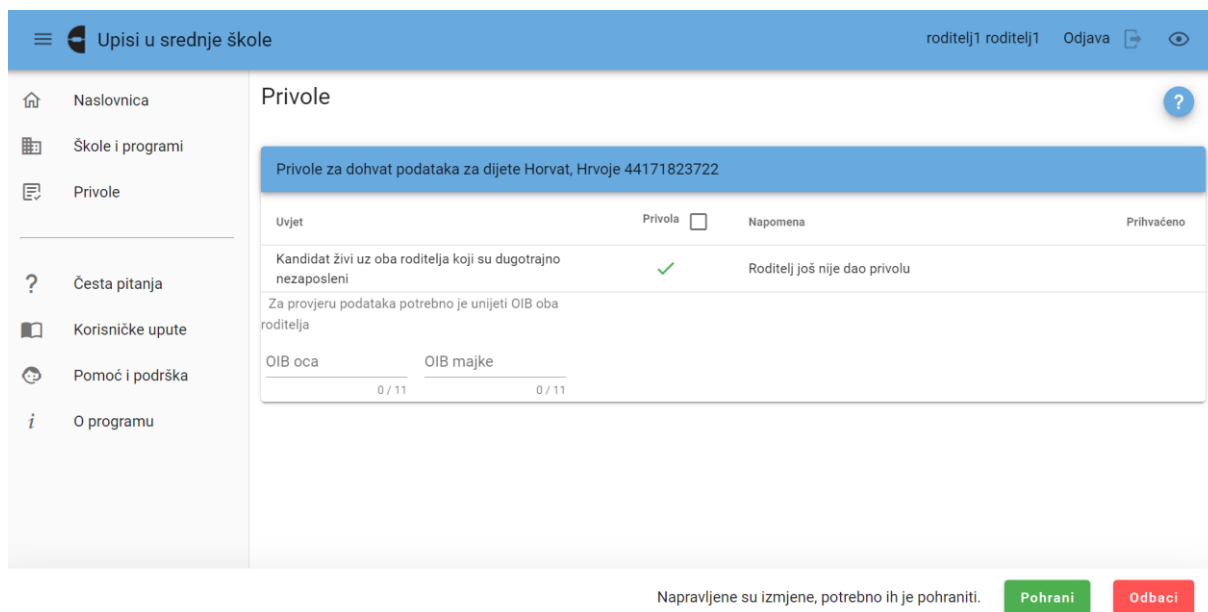 Upisi u srednje škole
roditelj1 roditelj1
Odjava
Naslovnica
Škole i programi
Privole
Česta pitanja
Korisničke upute
Pomoć i podrška
i
O programu
Privole
?
Privole za dohvat podataka za dijete Horvat, Hrvoje 44171823722
Uvjet
Privola
Napomena
Prihvaćeno
Kandidat živi uz oba roditelja koji su dugotrajno
nezaposleni
Roditelj još nije dao privolu
Za provjeru podataka potrebno je unijeti OIB oba
roditelja
OIB oca
OIB majke
0 / 11
0 / 11
Napravljene su izmjene, potrebno ih je pohraniti.
Pohrani
Odbaci